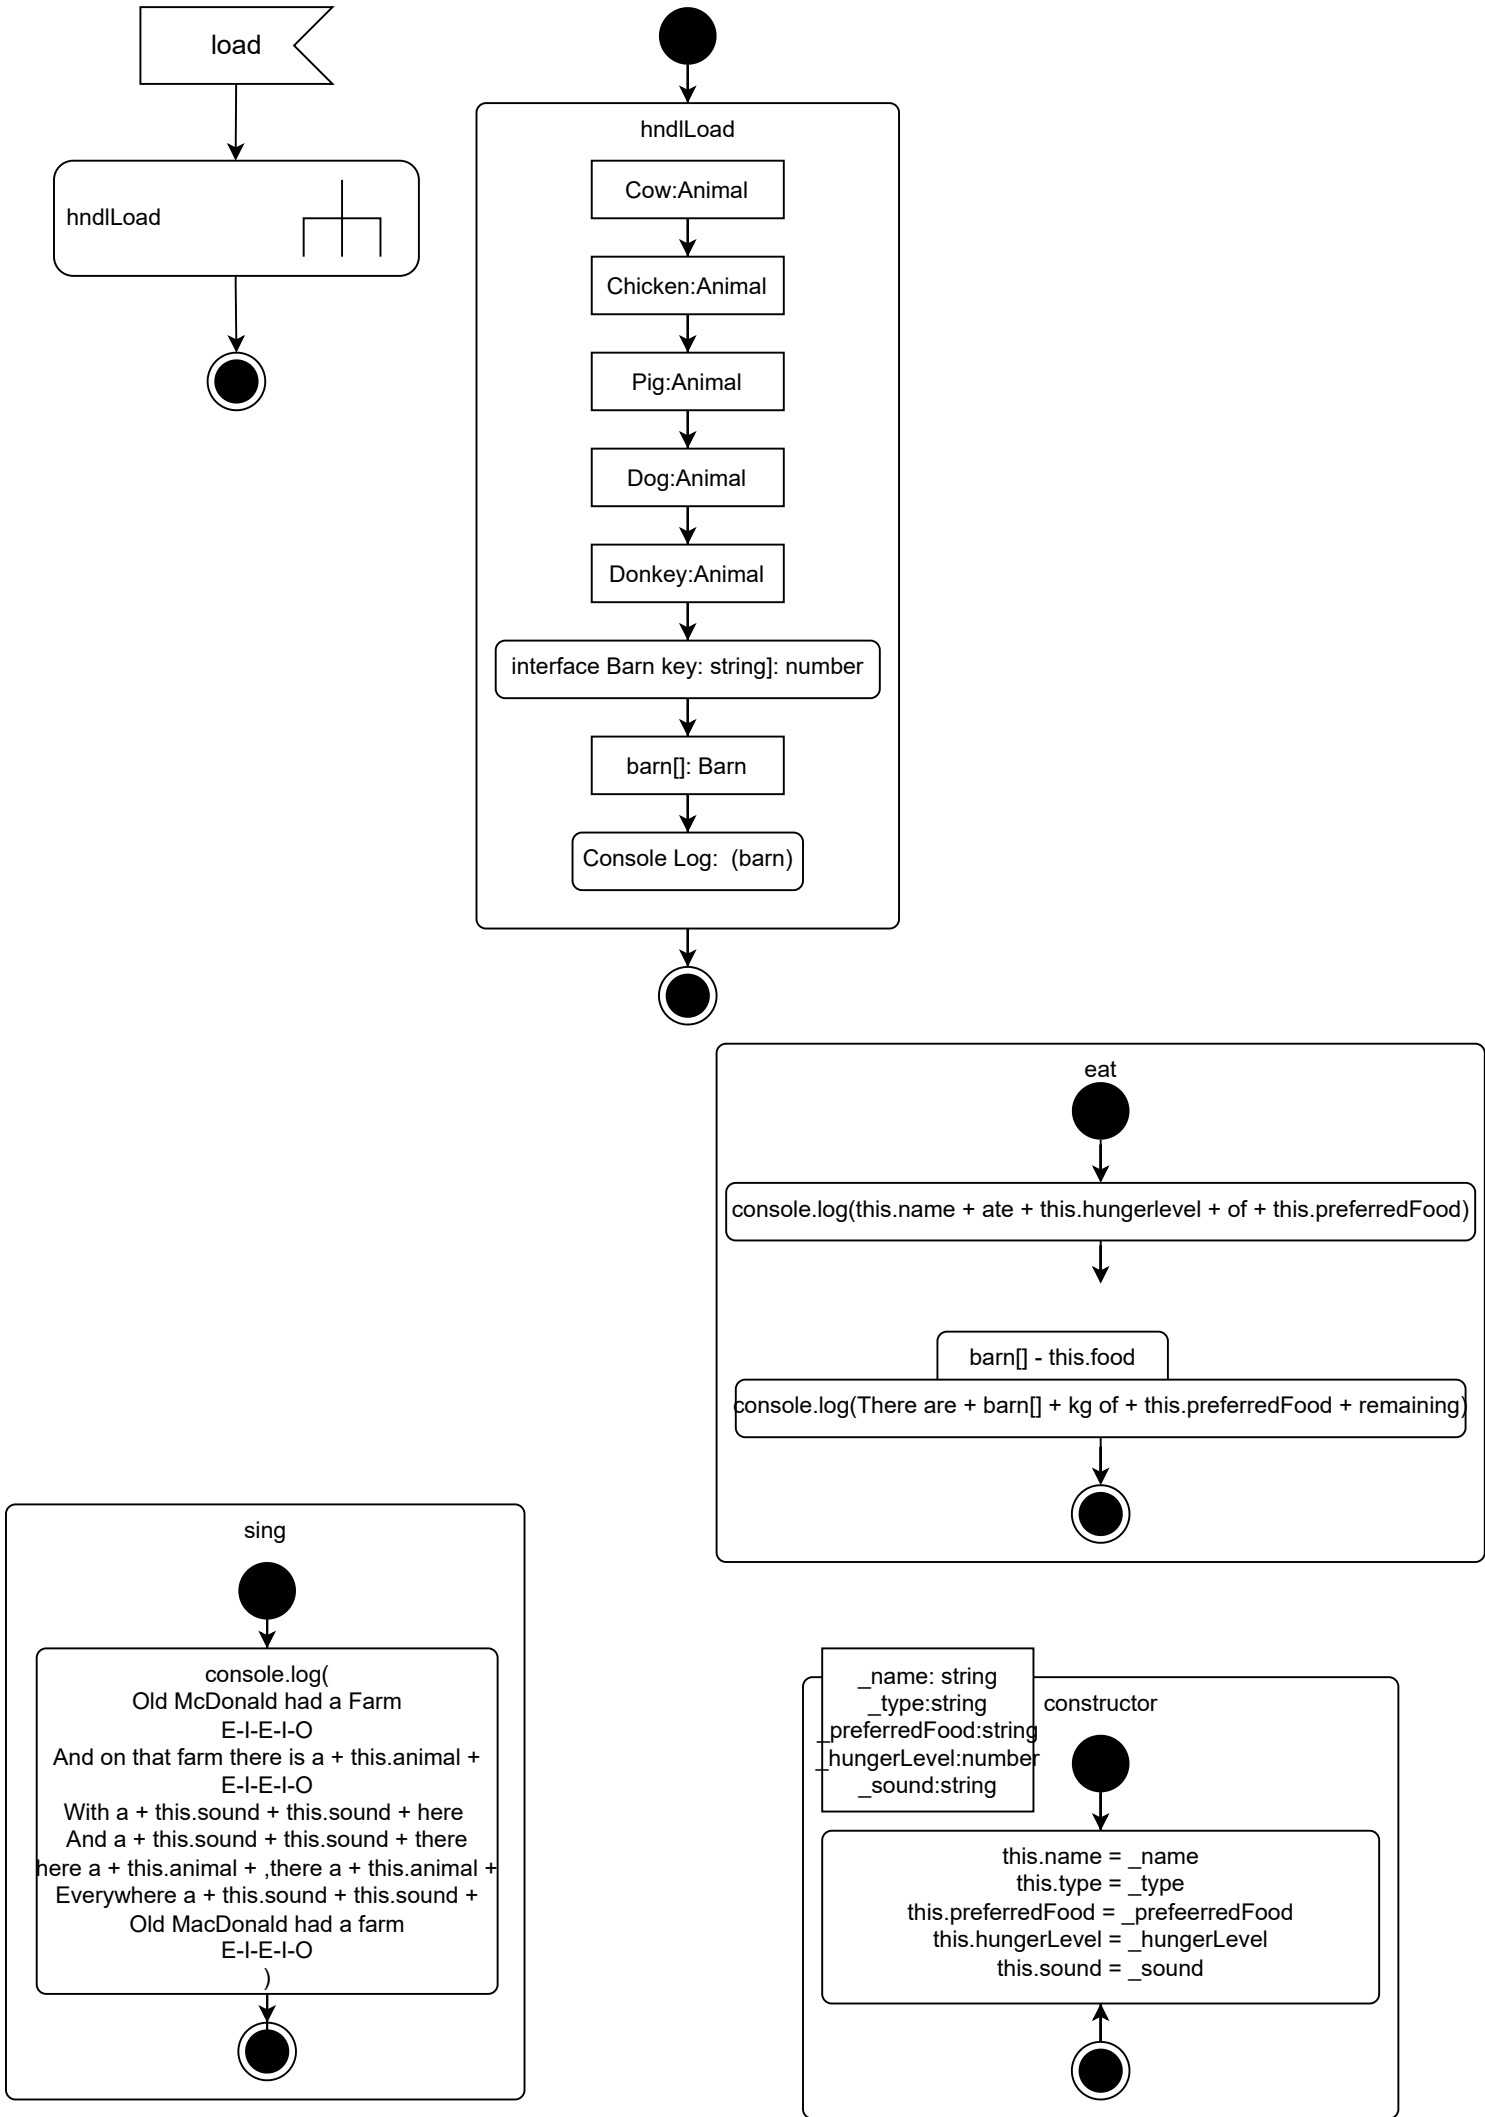 load
hndlLoad
hndlLoad
Cow:Animal
Chicken:Animal
Pig:Animal
Dog:Animal
Donkey:Animal
interface Barn key: string]: number
barn[]: Barn
Console Log:  (barn)
eat
console.log(this.name + ate + this.hungerlevel + of + this.preferredFood)
barn[] - this.food
console.log(There are + barn[] + kg of + this.preferredFood + remaining)
sing
console.log(
Old McDonald had a Farm
E-I-E-I-O
And on that farm there is a + this.animal +
E-I-E-I-O
With a + this.sound + this.sound + here
And a + this.sound + this.sound + there
here a + this.animal + ,there a + this.animal +
Everywhere a + this.sound + this.sound +
Old MacDonald had a farm
E-I-E-I-O
)
_name: string
_type:string
_preferredFood:string
_hungerLevel:number
_sound:string
constructor
this.name = _name
this.type = _type
this.preferredFood = _prefeerredFood
this.hungerLevel = _hungerLevel
this.sound = _sound